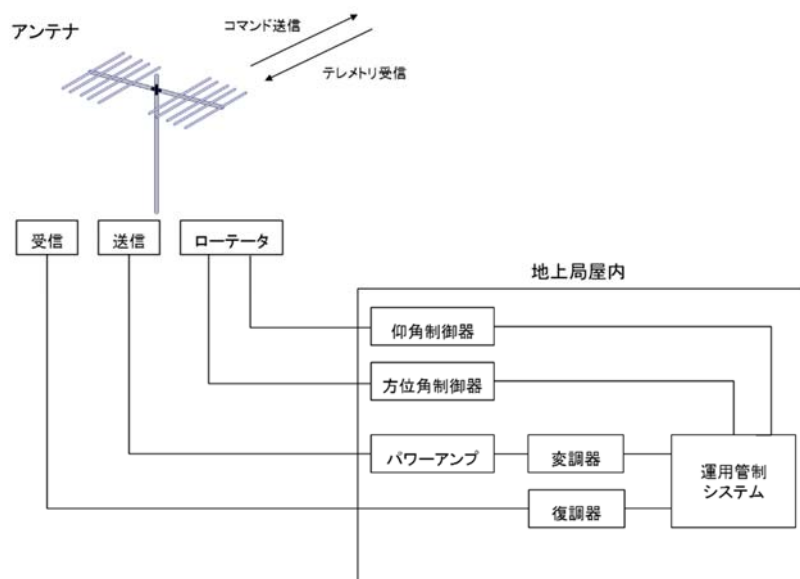 アンテナ
コマンド送信
テレメトリ受信
受信
送信
ローテータ
地上局屋内
仰角制御器
方位角制御器
パワーアンプ
変調器
運用管制
システム
復調器